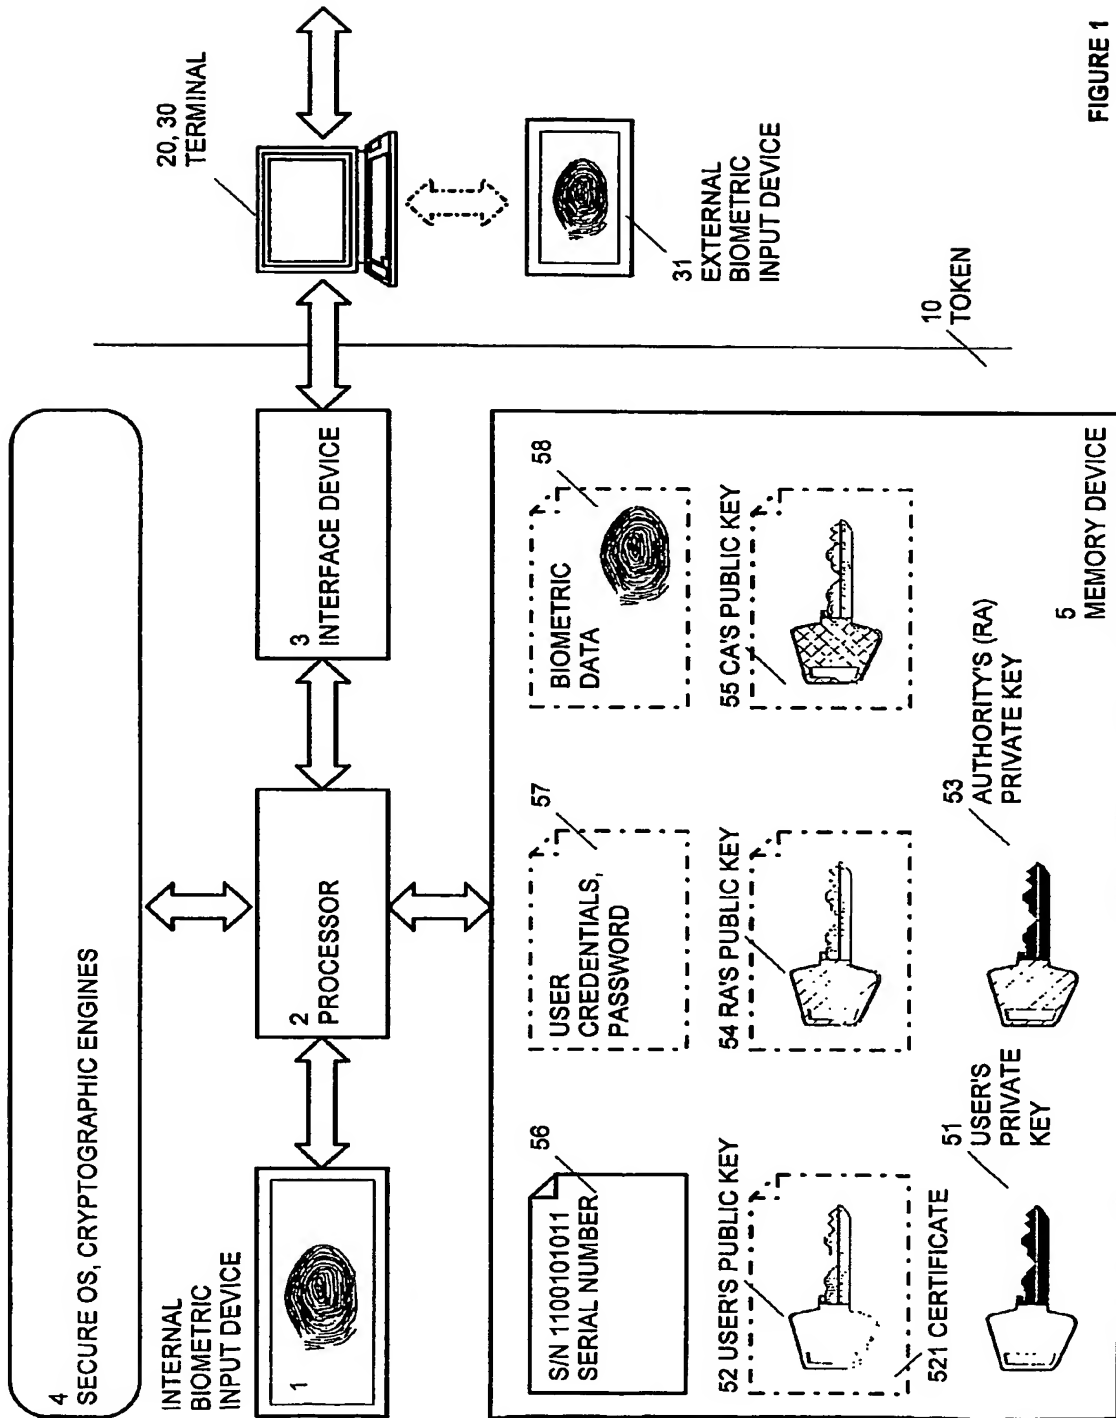 4
SECURE OS, CRYPTOGRAPHIC ENGINES
INTERNAL
BIOMETRIC
INPUT DEVICE
1
2
PROCESSOR
3
INTERFACE DEVICE
20, 30
TERMINAL
31
EXTERNAL
BIOMETRIC
INPUT DEVICE
10
TOKEN
56
S/N 1100101011
SERIAL NUMBER
57
USER
CREDENTIALS,
PASSWORD
58
BIOMETRIC
DATA
52 USER'S PUBLIC KEY
54 RA'S PUBLIC KEY
55 CA'S PUBLIC KEY
521 CERTIFICATE
51
USER'S
PRIVATE
KEY
53
AUTHORITY'S (RA)
PRIVATE KEY
5
MEMORY DEVICE
FIGURE 1